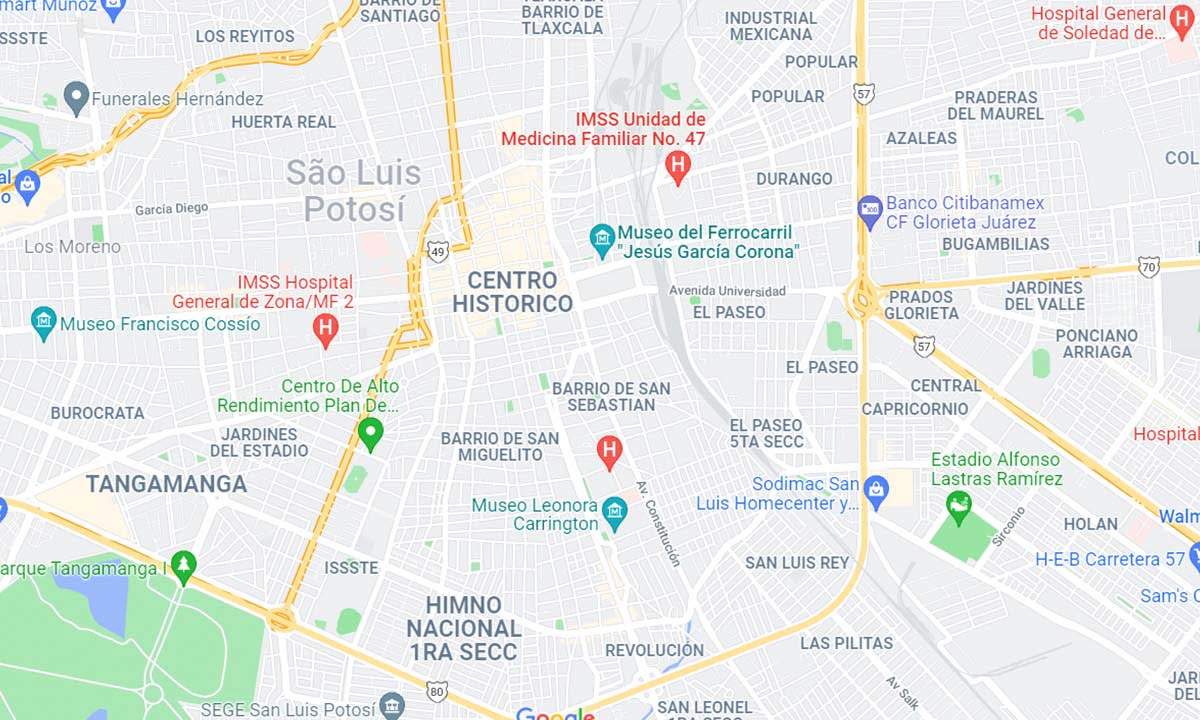 mart Muñoz
BARRIO DE
SANTIAGO
BARRIO DE
TLAXCALA
INDUSTRIAL
MEXICANA
Hospital General
de Soledad de...
LOS REYITOS
POPULAR
Funerales Hernández
57
POPULAR
PRADERAS
DEL MAUREL
HUERTA REAL
IMSS Unidad de
Medicina Familiar No. 47
AZALEAS
São Luis
Potosí
DURANGO
García Diego
Banco Citibanamex
CF Glorieta Juárez
Los Moreno
49
Museo del Ferrocarril
"Jesús García Corona"
BUGAMBILIAS
70
IMSS Hospital
General de Zona/MF 2
CENTRO
HISTORICO
Avenida Universidad
EL PASEO
PRADOS
GLORIETA
JARDINES
DEL VALLE
Museo Francisco Cossío
57
PONCIANO
ARRIAGA
EL PASEO
Centro De Alto
Rendimiento Plan De...
BARRIO DE SAN
SEBASTIAN
CENTRAL
CAPRICORNIO
BUROCRATA
JARDINES
DEL ESTADIO
BARRIO DE SAN
MIGUELITO
EL PASEO
5TA SECC
Hospital
Estadio Alfonso
Lastras Ramírez
TANGAMANGA
Sodimac San
Luis Homecenter y...
Museo Leonora
Carrington
Av. Constitución
Sirconio
HOLAN
Walm
H-E-B Carretera 57
arque Tangamanga I
ISSSTE
SAN LUIS REY
Sam's C
HIMNO
NACIONAL
1RA SECC
REVOLUCIÓN
LAS PILITAS
80
SEGE San Luis Potosí
Google
SAN LEONEL
1RA SECC
Av Salk